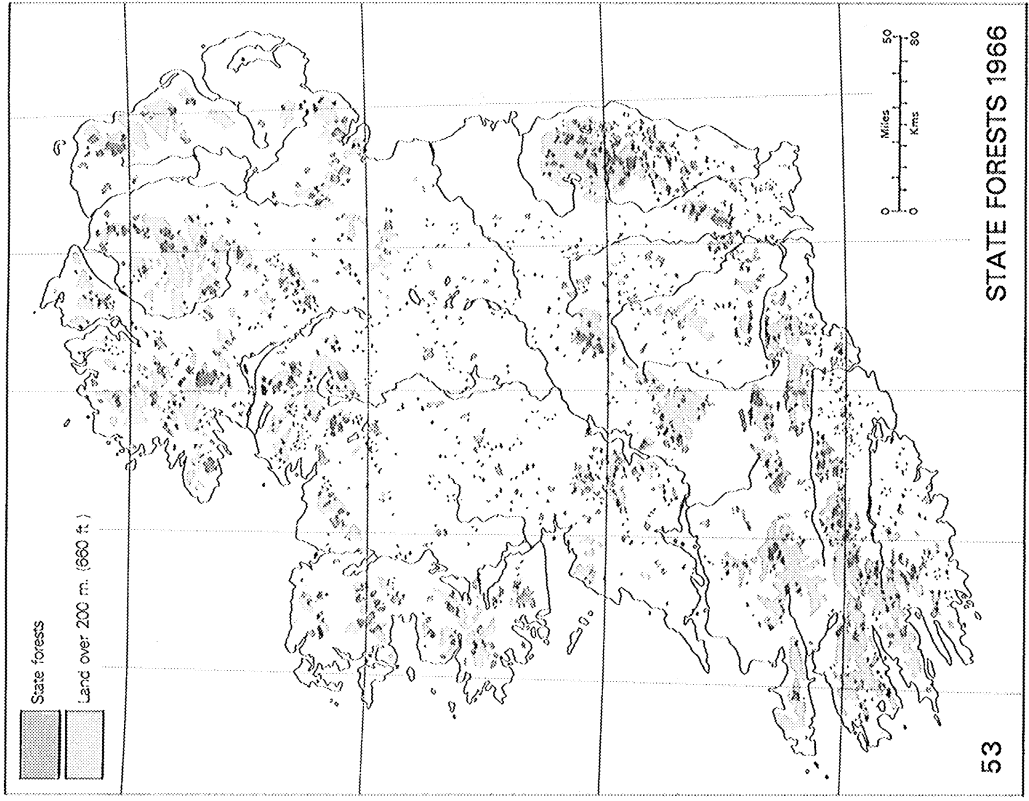 State forests
Land over 200 m. (660 ft.)
0 50
Miles
Kms
0 80
STATE FORESTS 1966
53